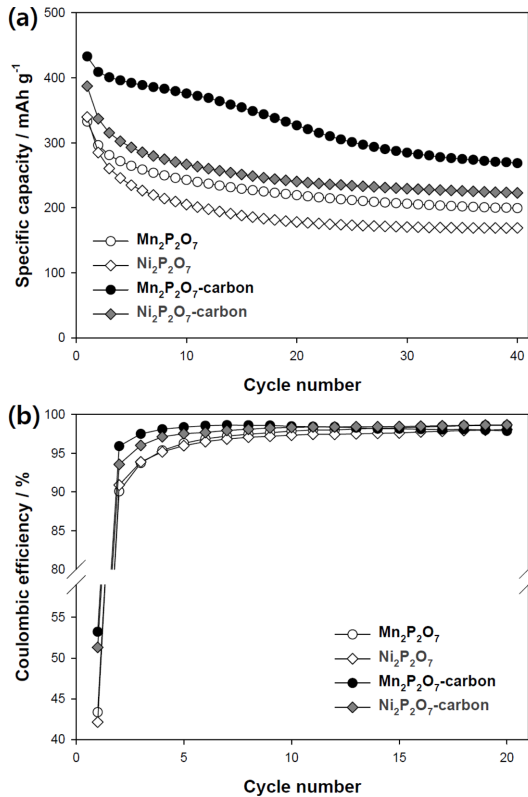 (a)
Specific capacity / mAh g⁻¹
500
400
300
200
100
0
Mn₂P₂O₇
Ni₂P₂O₇
Mn₂P₂O₇-carbon
Ni₂P₂O₇-carbon
0 10 20 30 40
Cycle number
(b)
Coulombic efficiency / %
100
95
90
85
80
55
50
45
40
Mn₂P₂O₇
Ni₂P₂O₇
Mn₂P₂O₇-carbon
Ni₂P₂O₇-carbon
0 5 10 15 20
Cycle number